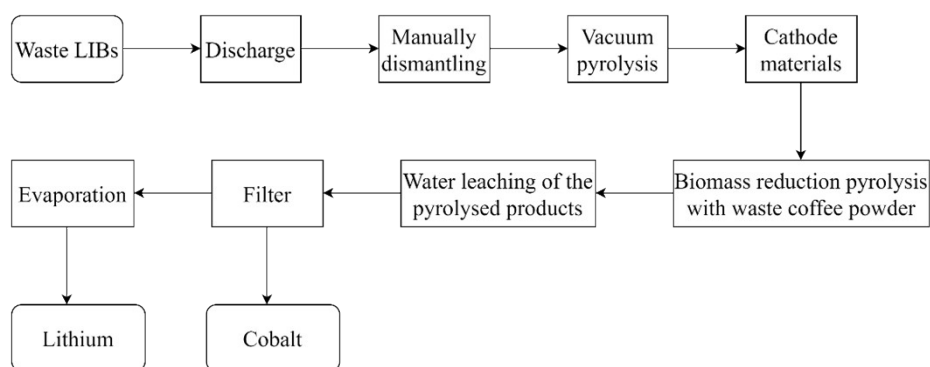 Waste LIBs
Discharge
Manually
dismantling
Vacuum
pyrolysis
Cathode
materials
Biomass reduction pyrolysis
with waste coffee powder
Water leaching of the
pyrolysed products
Filter
Evaporation
Lithium
Cobalt